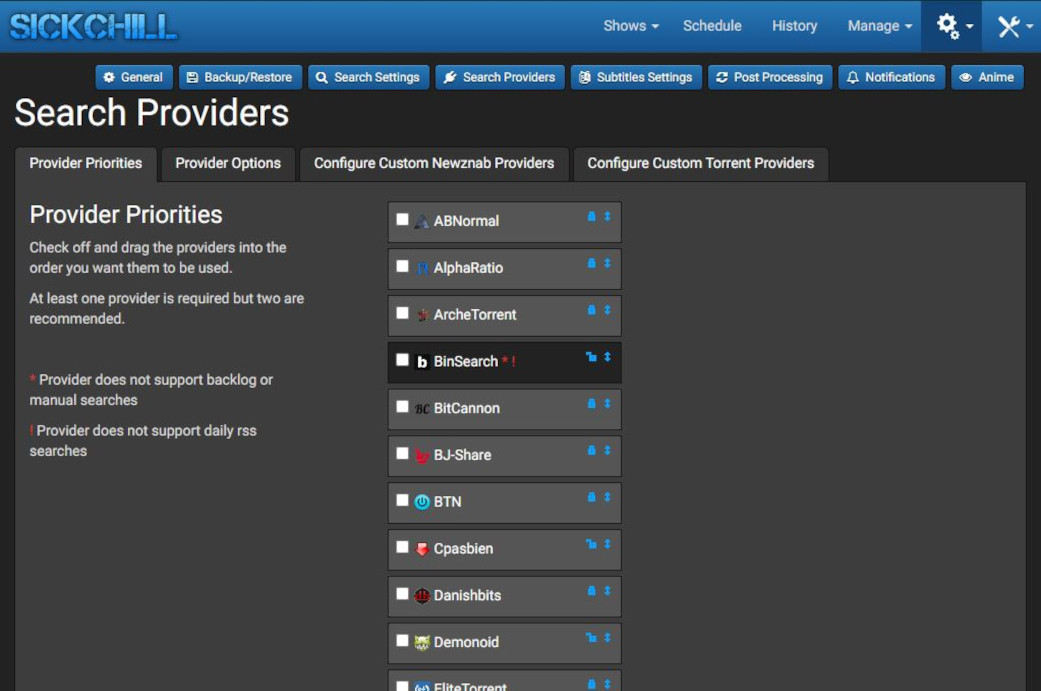 SICKCHILL
Shows Schedule History Manage
General Backup/Restore Search Settings Search Providers Subtitles Settings Post Processing Notifications Anime
Search Providers
Provider Priorities Provider Options Configure Custom Newznab Providers Configure Custom Torrent Providers
Provider Priorities
Check off and drag the providers into the
order you want them to be used.
At least one provider is required but two are
recommended.
* Provider does not support backlog or
manual searches
! Provider does not support daily rss
searches
ABNormal
AlphaRatio
ArcheTorrent
b BinSearch * !
BC BitCannon
BJ-Share
BTN
Cpasbien
Danishbits
Demonoid
EliteTorrent